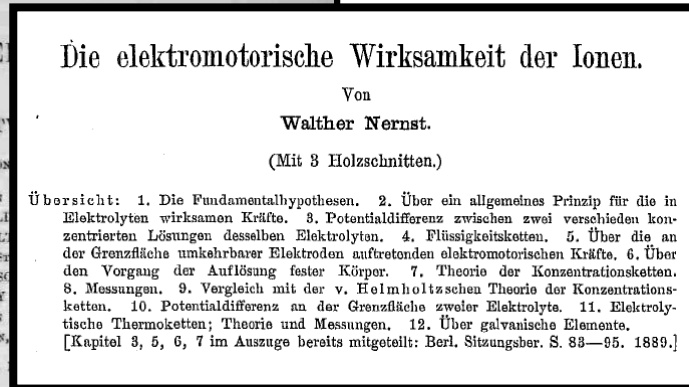 Die elektromotorische Wirksamkeit der Ionen.
Von
Walther Nernst.
(Mit 3 Holzschnitten.)
Übersicht: 1. Die Fundamentalhypothesen. 2. Über ein allgemeines Prinzip für die in
Elektrolyten wirksamen Kräfte. 3. Potentialdifferenz zwischen zwei verschieden kon-
zentrierten Lösungen desselben Elektrolyten. 4. Flüssigkeitsketten. 5. Über die an
der Grenzfläche umkehrbarer Elektroden auftretenden elektromotorischen Kräfte. 6. Über
den Vorgang der Auflösung fester Körper. 7. Theorie der Konzentrationsketten.
8. Messungen. 9. Vergleich mit der v. Helmholtzschen Theorie der Konzentrations-
ketten. 10. Potentialdifferenz an der Grenzfläche zweier Elektrolyte. 11. Elektroly-
tische Thermoketten; Theorie und Messungen. 12. Über galvanische Elemente.
[Kapitel 3, 5, 6, 7 im Auszuge bereits mitgeteilt: Berl. Sitzungsber. S. 83—95. 1889.]